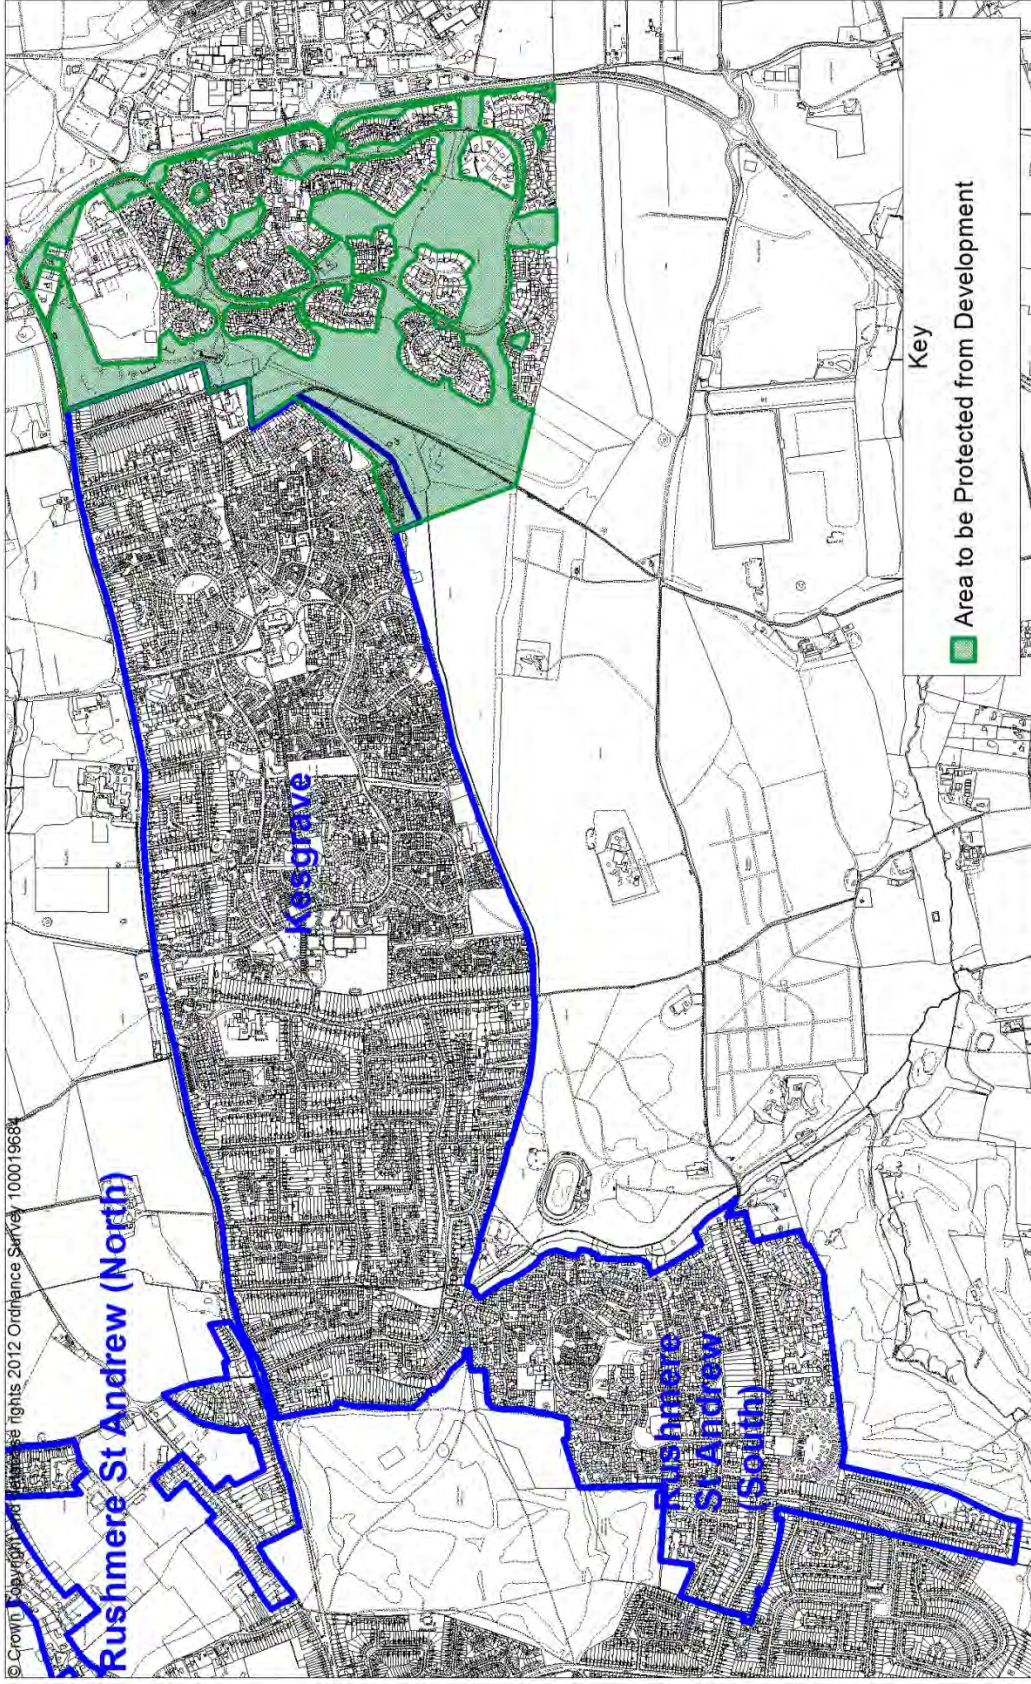 © Crown Copyright and database rights 2012 Ordnance Survey 100019684
Rushmere St Andrew (North)
Kesgrave
Rushmere
St Andrew
(South)
Key
Area to be Protected from Development